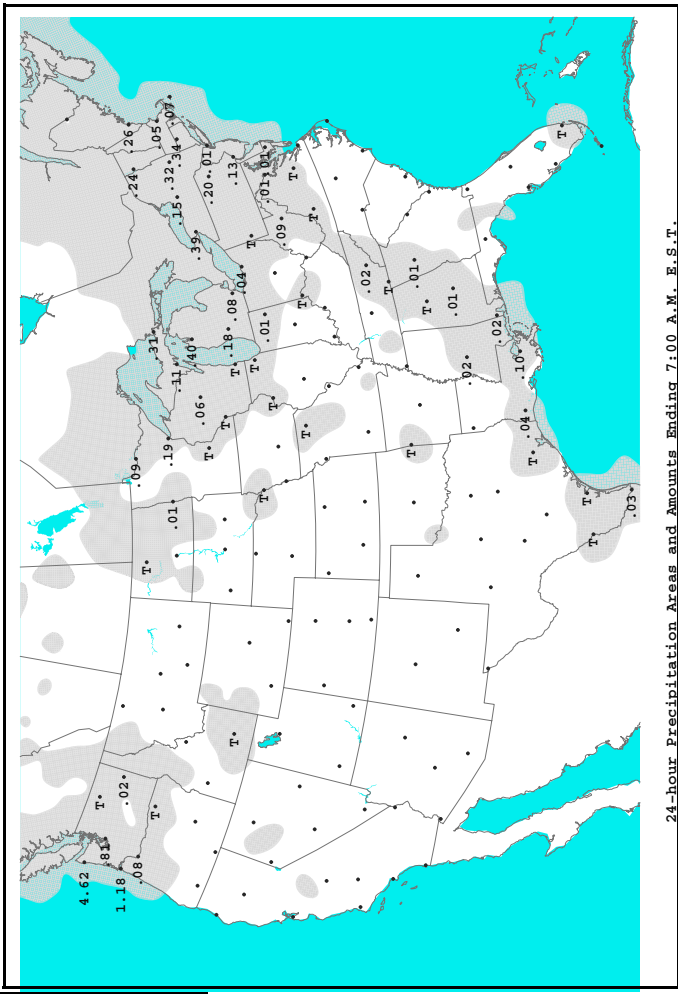 4.62
T
.81
1.18
.02
.26
.24
.09
.08
T
.31
T
.05
.19
.32
.07
.01
.11
.15
.34
.40
.39
.06
.20
.01
T
T
.18
.08
.13
T
T
.04
T
T
T
.01
.01
.01
T
.09
T
T
T
T
.02
T
T
.01
T
.01
.02
.02
.10
.04
T
T
T
T
.03
24-hour Precipitation Areas and Amounts Ending 7:00 A.M. E.S.T.